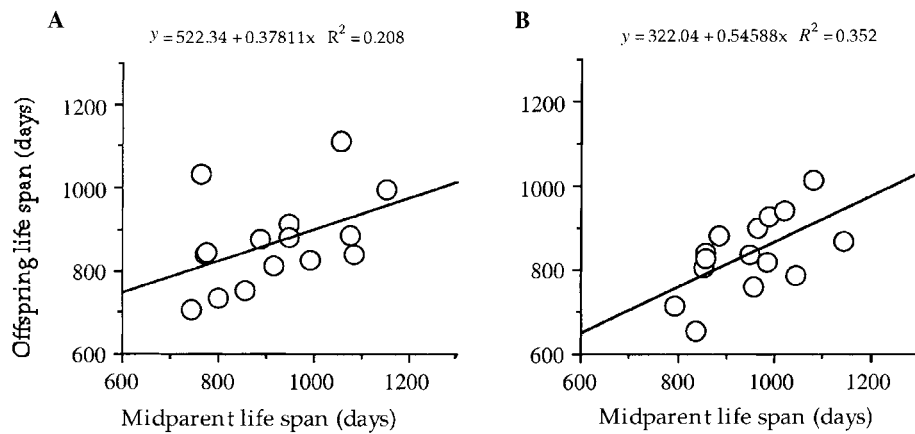 A
y = 522.34 + 0.37811x R² = 0.208
Offspring life span (days)
1300
1200
1000
800
600
600 800 1000 1200
Midparent life span (days)
B
y = 322.04 + 0.54588x R² = 0.352
1300
1200
1000
800
600
600 800 1000 1200
Midparent life span (days)